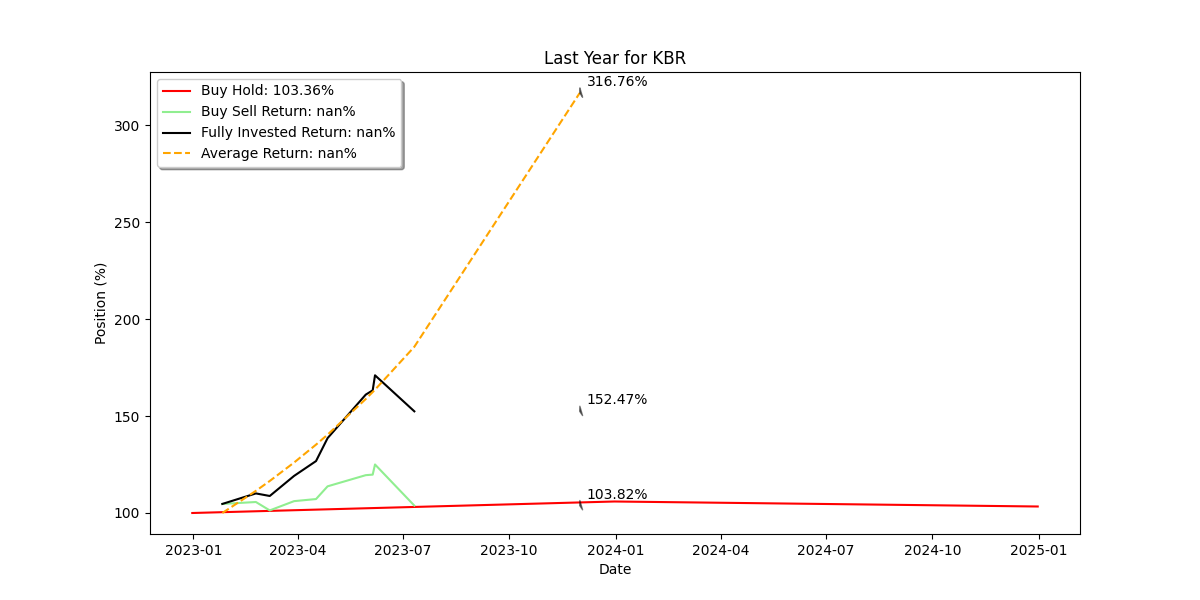 Last Year for KBR
Buy Hold: 103.36%
Buy Sell Return: nan%
Fully Invested Return: nan%
Average Return: nan%
316.76%
152.47%
103.82%
Position (%)
300
250
200
150
100
2023-01 2023-04 2023-07 2023-10 2024-01 2024-04 2024-07 2024-10 2025-01
Date